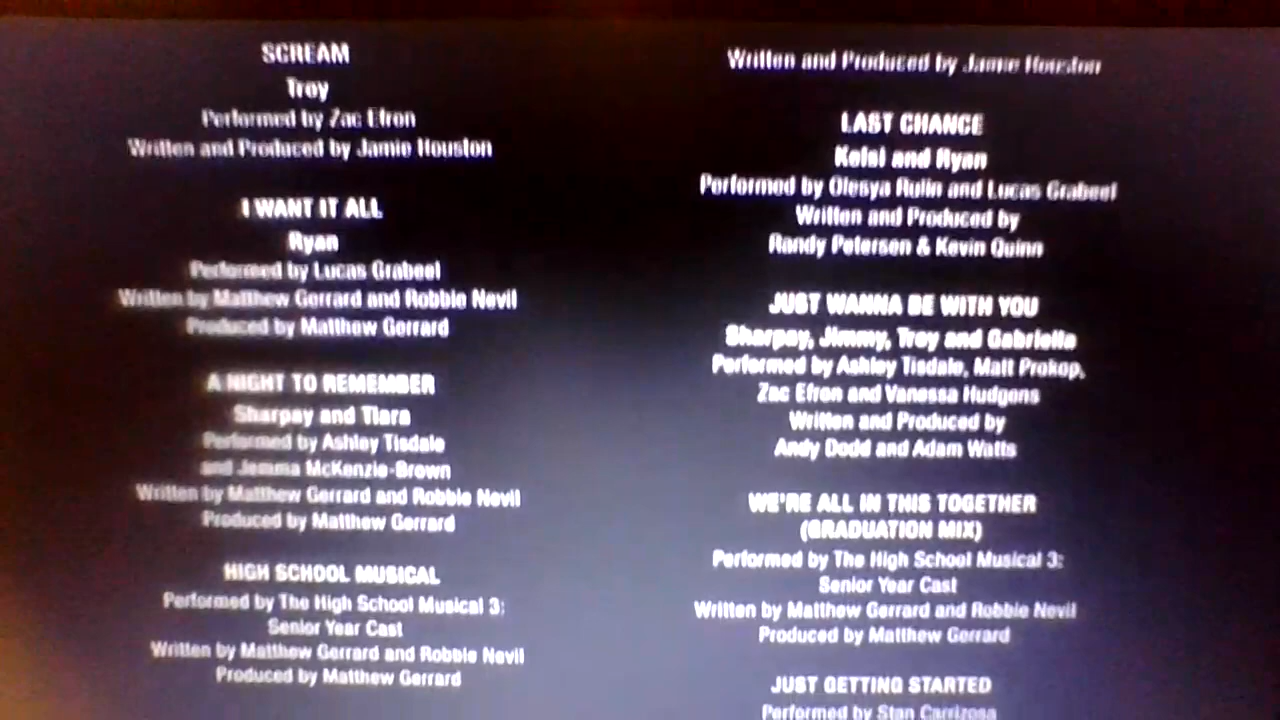 SCREAM
Troy
Performed by Zac Efron
Written and Produced by Jamie Houston
I WANT IT ALL
Ryan
Performed by Lucas Grabeel
Written by Matthew Gerrard and Robbie Nevil
Produced by Matthew Gerrard
A NIGHT TO REMEMBER
Sharpay and Tiara
Performed by Ashley Tisdale
and Jemma McKenzie-Brown
Written by Matthew Gerrard and Robbie Nevil
Produced by Matthew Gerrard
HIGH SCHOOL MUSICAL
Performed by The High School Musical 3:
Senior Year Cast
Written by Matthew Gerrard and Robbie Nevil
Produced by Matthew Gerrard
Written and Produced by Jamie Houston
LAST CHANCE
Kelsi and Ryan
Performed by Olesya Rulin and Lucas Grabeel
Written and Produced by
Randy Petersen & Kevin Quinn
JUST WANNA BE WITH YOU
Sharpay, Jimmy, Troy and Gabriella
Performed by Ashley Tisdale, Matt Prokop,
Zac Efron and Vanessa Hudgens
Written and Produced by
Andy Dodd and Adam Watts
WE'RE ALL IN THIS TOGETHER
(GRADUATION MIX)
Performed by The High School Musical 3:
Senior Year Cast
Written by Matthew Gerrard and Robbie Nevil
Produced by Matthew Gerrard
JUST GETTING STARTED
Performed by Stan Carrizosa